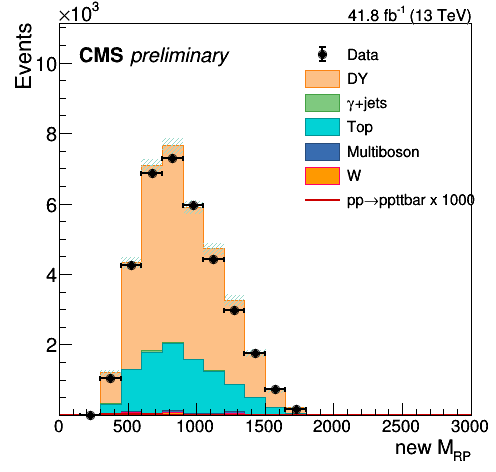 ×10³
41.8 fb⁻¹ (13 TeV)
Events
CMS preliminary
Data
DY
γ+jets
Top
Multiboson
W
pp→ppttbar x 1000
10
8
6
4
2
0 500 1000 1500 2000 2500 3000
new M_RP